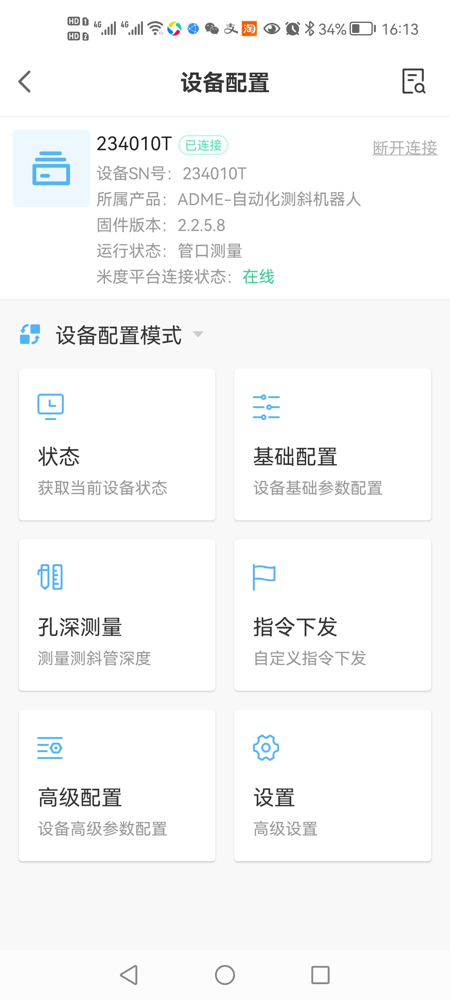 HD 1 4G 4G 支 淘 34% 16:13
HD 2
设备配置
234010T 已连接 断开连接
设备SN号: 234010T
所属产品: ADME-自动化测斜机器人
固件版本: 2.2.5.8
运行状态: 管口测量
米度平台连接状态: 在线
设备配置模式
状态
获取当前设备状态
基础配置
设备基础参数配置
孔深测量
测量测斜管深度
指令下发
自定义指令下发
高级配置
设备高级参数配置
设置
高级设置